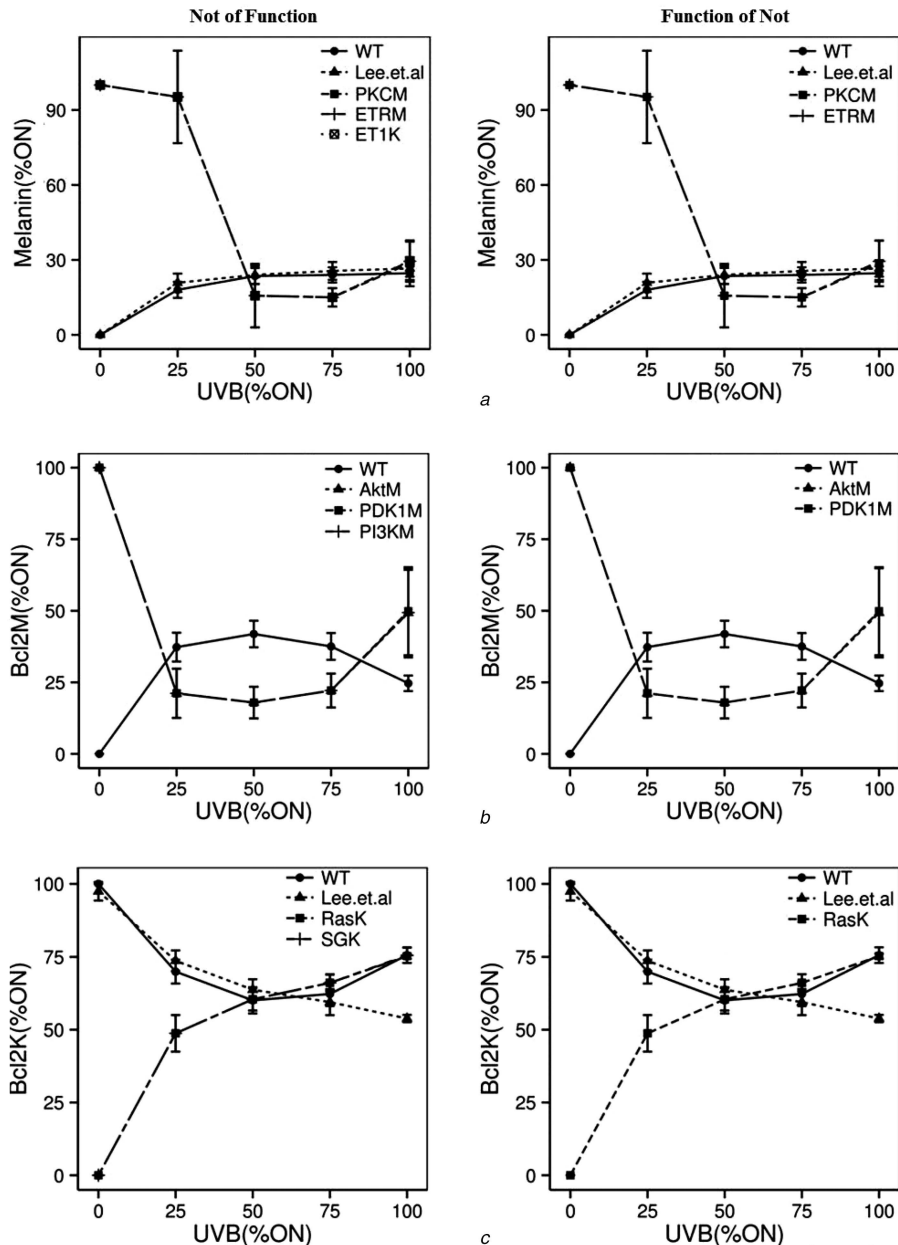 Not of Function
Function of Not
WT
Lee.et.al
PKCM
ETRM
ET1K
90
60
30
0
Melanin(%ON)
0 25 50 75 100
UVB(%ON)
WT
Lee.et.al
PKCM
ETRM
90
60
30
0
Melanin(%ON)
0 25 50 75 100
UVB(%ON)
a
WT
AktM
PDK1M
PI3KM
100
75
50
25
0
Bcl2M(%ON)
0 25 50 75 100
UVB(%ON)
WT
AktM
PDK1M
100
75
50
25
0
Bcl2M(%ON)
0 25 50 75 100
UVB(%ON)
b
WT
Lee.et.al
RasK
SGK
100
75
50
25
0
Bcl2K(%ON)
0 25 50 75 100
UVB(%ON)
WT
Lee.et.al
RasK
100
75
50
25
0
Bcl2K(%ON)
0 25 50 75 100
UVB(%ON)
c